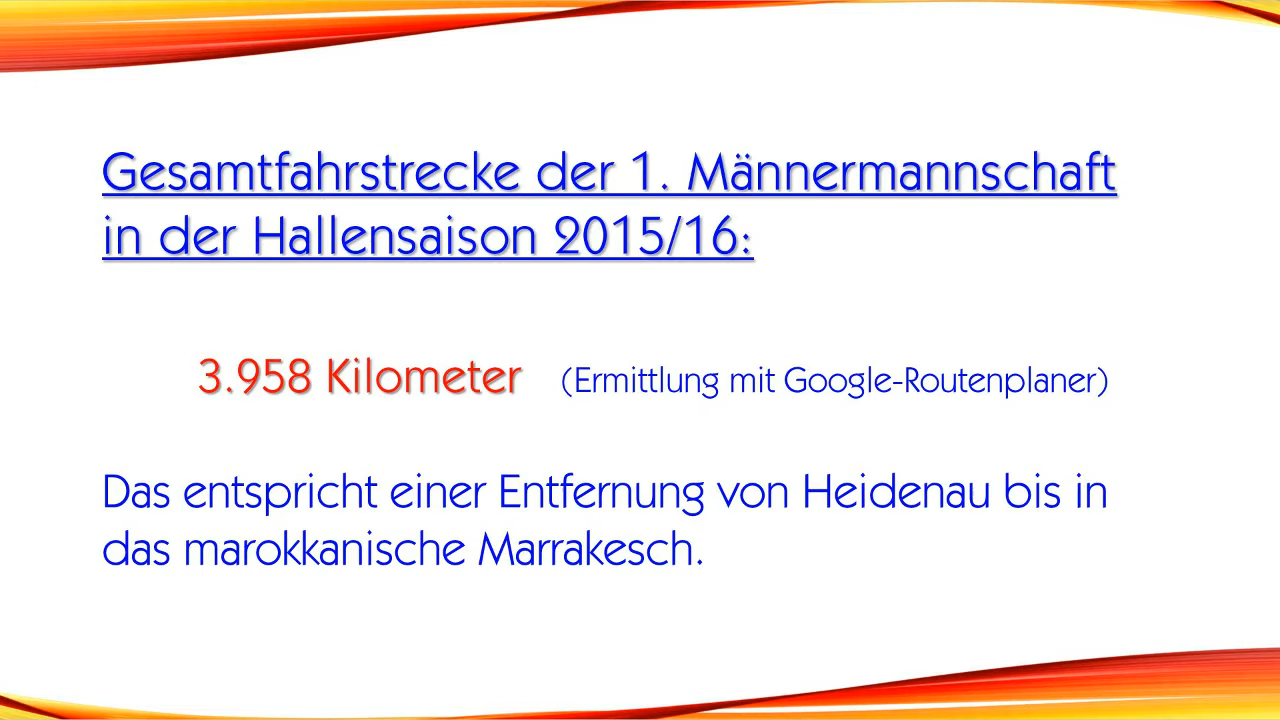 Gesamtfahrstrecke der 1. Männermannschaft
in der Hallensaison 2015/16:
3.958 Kilometer (Ermittlung mit Google-Routenplaner)
Das entspricht einer Entfernung von Heidenau bis in
das marokkanische Marrakesch.